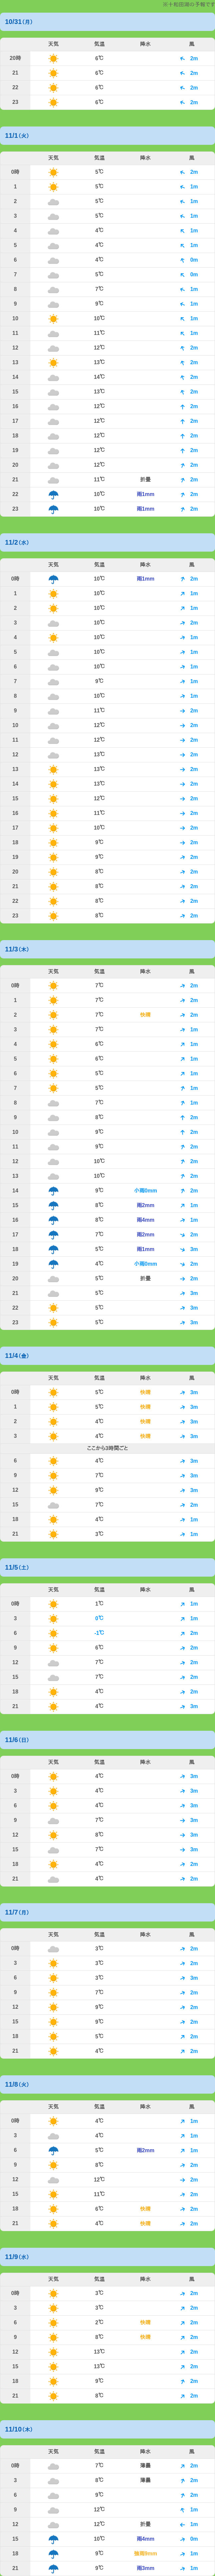 ※十和田湖の予報です
10/31(月)
天気 気温 降水 風
20時 6℃ 2m
21 6℃ 2m
22 6℃ 2m
23 6℃ 2m
11/1(火)
天気 気温 降水 風
0時 5℃ 2m
1 5℃ 1m
2 5℃ 1m
3 5℃ 1m
4 4℃ 1m
5 4℃ 1m
6 4℃ 0m
7 5℃ 0m
8 7℃ 1m
9 9℃ 1m
10 10℃ 1m
11 11℃ 1m
12 12℃ 2m
13 13℃ 2m
14 14℃ 2m
15 13℃ 2m
16 12℃ 2m
17 12℃ 2m
18 12℃ 2m
19 12℃ 2m
20 12℃ 2m
21 11℃ 折曇 2m
22 10℃ 雨1mm 2m
23 10℃ 雨1mm 2m
11/2(水)
天気 気温 降水 風
0時 10℃ 雨1mm 2m
1 10℃ 1m
2 10℃ 1m
3 10℃ 2m
4 10℃ 1m
5 10℃ 1m
6 10℃ 1m
7 9℃ 1m
8 10℃ 1m
9 11℃ 2m
10 12℃ 2m
11 12℃ 2m
12 13℃ 2m
13 13℃ 2m
14 13℃ 2m
15 12℃ 2m
16 11℃ 2m
17 10℃ 2m
18 9℃ 2m
19 9℃ 2m
20 8℃ 2m
21 8℃ 2m
22 8℃ 2m
23 8℃ 2m
11/3(木)
天気 気温 降水 風
0時 7℃ 2m
1 7℃ 2m
2 7℃ 快晴 2m
3 7℃ 1m
4 6℃ 1m
5 6℃ 1m
6 5℃ 1m
7 5℃ 1m
8 7℃ 1m
9 8℃ 2m
10 9℃ 2m
11 9℃ 2m
12 10℃ 2m
13 10℃ 2m
14 9℃ 小雨0mm 2m
15 8℃ 雨2mm 1m
16 8℃ 雨4mm 1m
17 7℃ 雨2mm 2m
18 5℃ 雨1mm 3m
19 4℃ 小雨0mm 2m
20 5℃ 折曇 2m
21 5℃ 3m
22 5℃ 3m
23 5℃ 3m
11/4(金)
天気 気温 降水 風
0時 5℃ 快晴 3m
1 5℃ 快晴 3m
2 4℃ 快晴 3m
3 4℃ 快晴 3m
ここから3時間ごと
6 4℃ 3m
9 7℃ 3m
12 9℃ 3m
15 7℃ 2m
18 4℃ 1m
21 3℃ 1m
11/5(土)
天気 気温 降水 風
0時 1℃ 1m
3 0℃ 1m
6 -1℃ 2m
9 6℃ 2m
12 7℃ 2m
15 7℃ 2m
18 4℃ 2m
21 4℃ 3m
11/6(日)
天気 気温 降水 風
0時 4℃ 3m
3 4℃ 3m
6 4℃ 3m
9 7℃ 3m
12 8℃ 3m
15 7℃ 3m
18 4℃ 2m
21 4℃ 2m
11/7(月)
天気 気温 降水 風
0時 3℃ 2m
3 3℃ 2m
6 3℃ 3m
9 7℃ 2m
12 9℃ 2m
15 9℃ 2m
18 5℃ 2m
21 4℃ 2m
11/8(火)
天気 気温 降水 風
0時 4℃ 1m
3 4℃ 1m
6 5℃ 雨2mm 1m
9 8℃ 2m
12 12℃ 2m
15 11℃ 2m
18 6℃ 快晴 2m
21 4℃ 快晴 2m
11/9(水)
天気 気温 降水 風
0時 3℃ 2m
3 3℃ 2m
6 2℃ 快晴 2m
9 8℃ 快晴 2m
12 13℃ 2m
15 13℃ 2m
18 9℃ 2m
21 8℃ 2m
11/10(木)
天気 気温 降水 風
0時 7℃ 薄曇 2m
3 8℃ 薄曇 2m
6 9℃ 2m
9 12℃ 1m
12 12℃ 折曇 1m
15 10℃ 雨4mm 0m
18 9℃ 1m
21 9℃ 雨3mm 1m